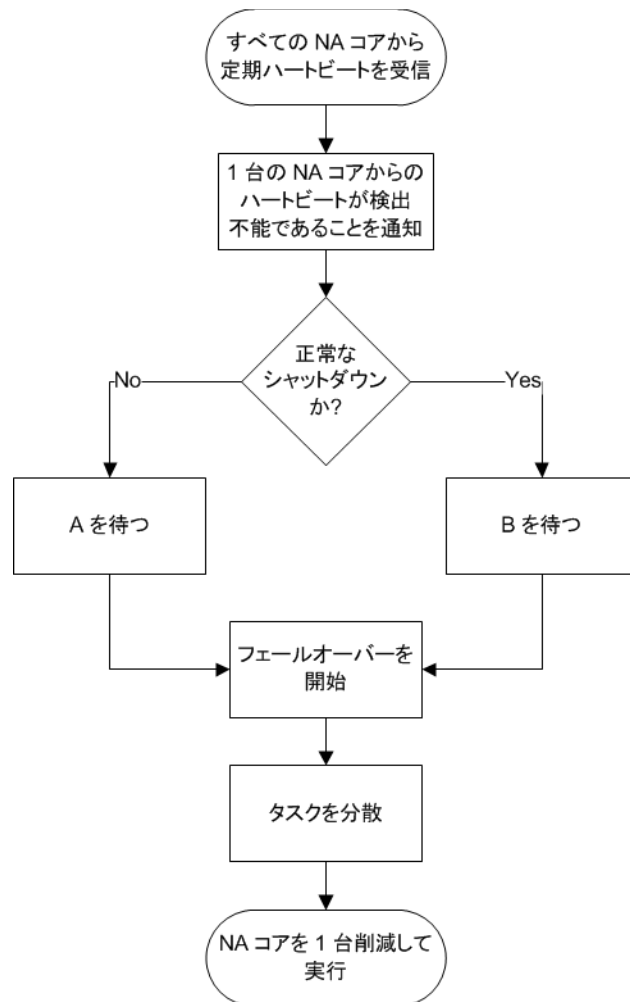 すべての NA コアから
定期ハートビートを受信
1 台の NA コアからの
ハートビートが検出
不能であることを通知
正常な
シャットダウン
か?
No
Yes
A を待つ
B を待つ
フェールオーバーを
開始
タスクを分散
NA コアを 1 台削減して
実行